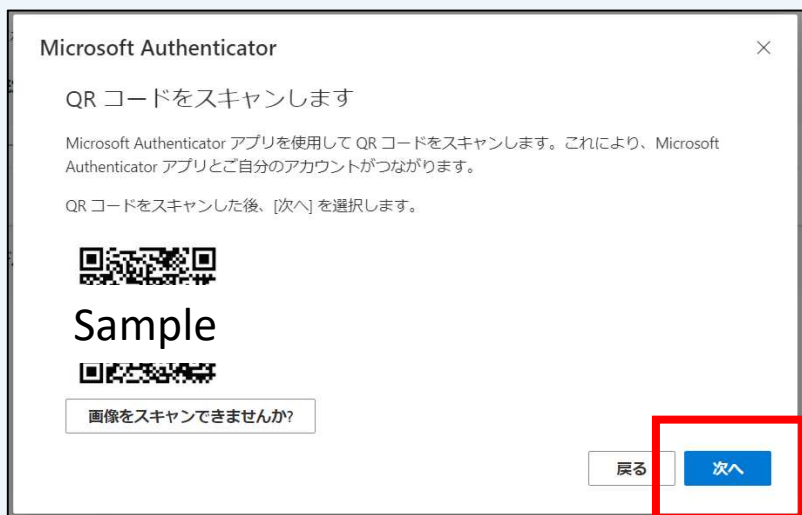 Microsoft Authenticator
QR コードをスキャンします
Microsoft Authenticator アプリを使用して QR コードをスキャンします。これにより、Microsoft
Authenticator アプリとご自分のアカウントがつながります。
QR コードをスキャンした後、[次へ] を選択します。
Sample
画像をスキャンできませんか?
戻る
次へ